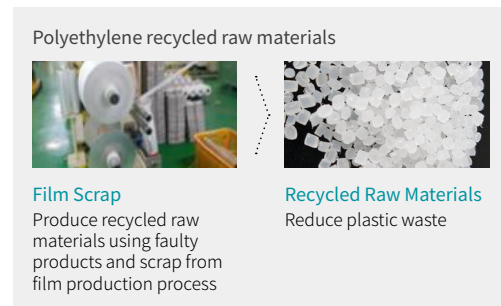 Polyethylene recycled raw materials
Film Scrap
Produce recycled raw
materials using faulty
products and scrap from
film production process
Recycled Raw Materials
Reduce plastic waste